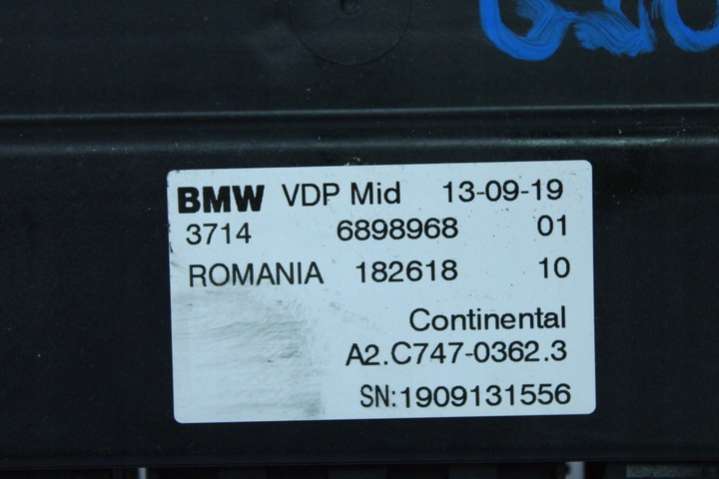 BMW VDP Mid 13-09-19
3714 6898968 01
ROMANIA 182618 10
Continental
A2.C747-0362.3
SN:1909131556